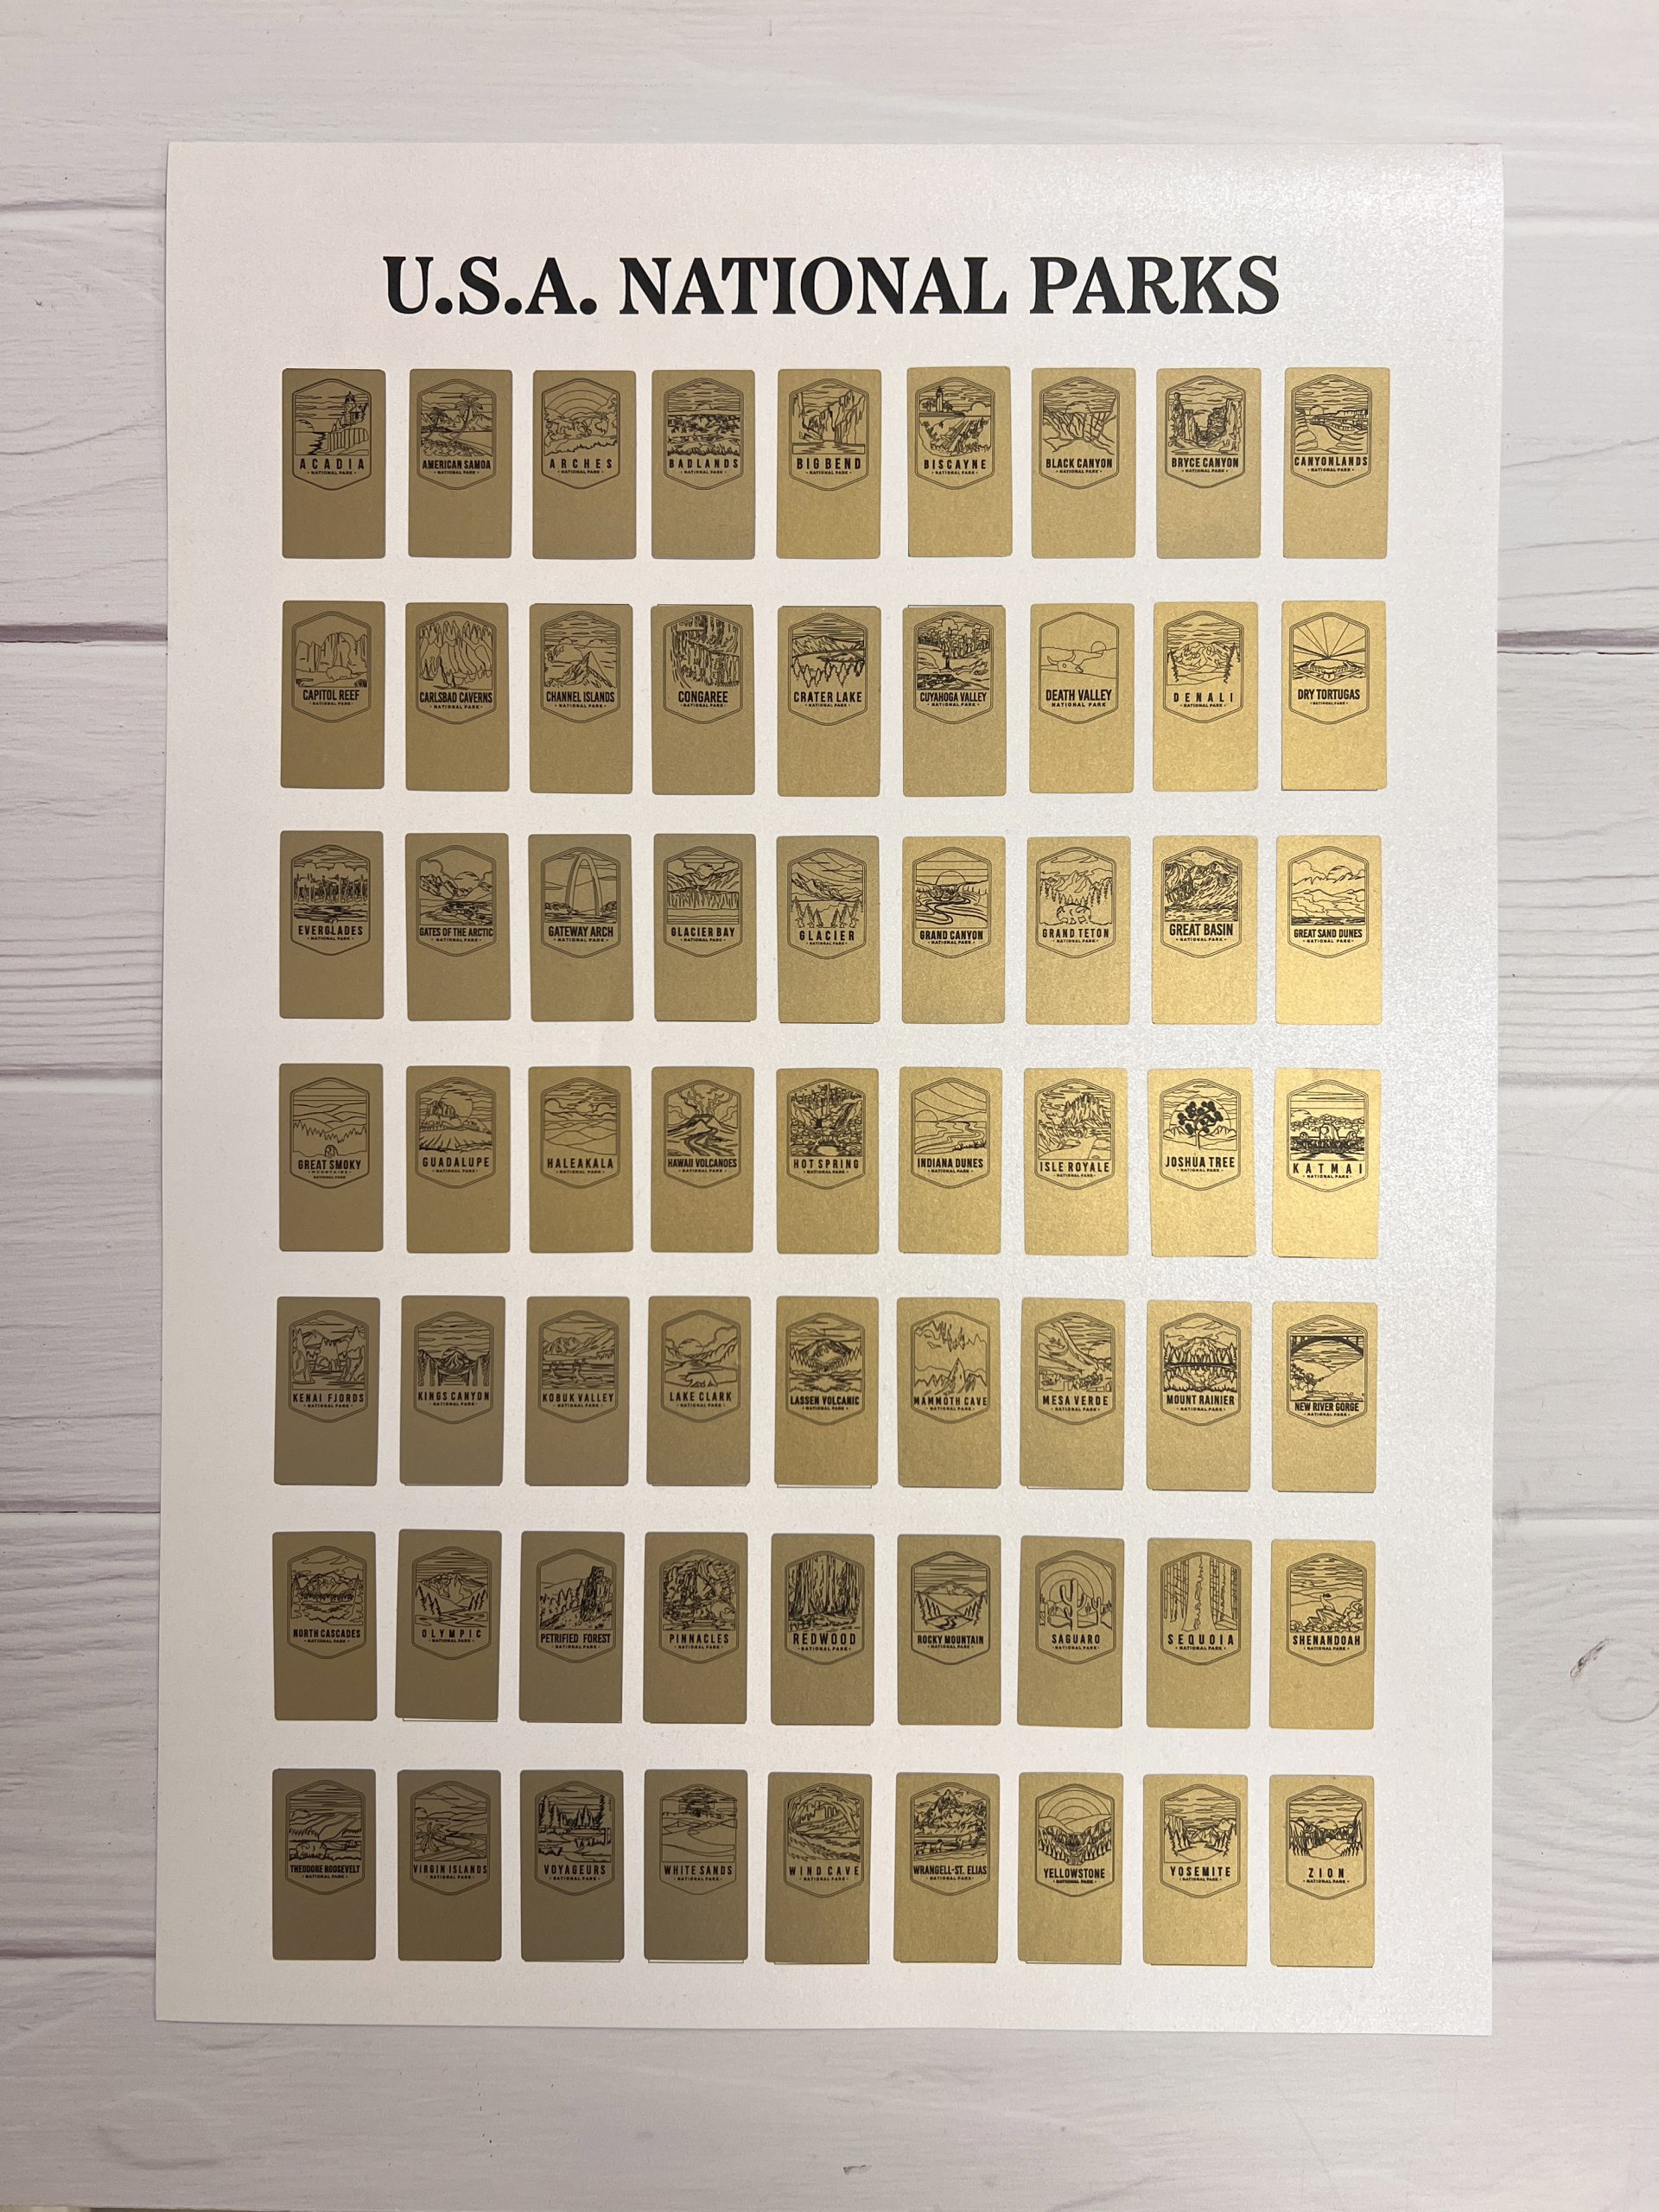 U.S.A. NATIONAL PARKS
ACADIA
• NATIONAL PARK •
AMERICAN SAMOA
• NATIONAL PARK •
ARCHES
• NATIONAL PARK •
BADLANDS
• NATIONAL PARK •
BIG BEND
• NATIONAL PARK •
BISCAYNE
• NATIONAL PARK •
BLACK CANYON
• NATIONAL PARK •
BRYCE CANYON
• NATIONAL PARK •
CANYONLANDS
• NATIONAL PARK •
CAPITOL REEF
• NATIONAL PARK •
CARLSBAD CAVERNS
• NATIONAL PARK •
CHANNEL ISLANDS
• NATIONAL PARK •
CONGAREE
• NATIONAL PARK •
CRATER LAKE
• NATIONAL PARK •
CUYAHOGA VALLEY
• NATIONAL PARK •
DEATH VALLEY
NATIONAL PARK
DENALI
• NATIONAL PARK •
DRY TORTUGAS
• NATIONAL PARK •
EVERGLADES
• NATIONAL PARK •
GATES OF THE ARCTIC
• NATIONAL PARK •
GATEWAY ARCH
• NATIONAL PARK •
GLACIER BAY
• NATIONAL PARK •
GLACIER
• NATIONAL PARK •
GRAND CANYON
• NATIONAL PARK •
GRAND TETON
• NATIONAL PARK •
GREAT BASIN
• NATIONAL PARK •
GREAT SAND DUNES
• NATIONAL PARK •
GREAT SMOKY
MOUNTAINS
NATIONAL PARK
GUADALUPE
• NATIONAL PARK •
HALEAKALA
• NATIONAL PARK •
HAWAII VOLCANOES
• NATIONAL PARK •
HOT SPRING
• NATIONAL PARK •
INDIANA DUNES
• NATIONAL PARK •
ISLE ROYALE
• NATIONAL PARK •
JOSHUA TREE
• NATIONAL PARK •
KATMAI
• NATIONAL PARK •
KENAI FJORDS
• NATIONAL PARK •
KINGS CANYON
• NATIONAL PARK •
KOBUK VALLEY
• NATIONAL PARK •
LAKE CLARK
• NATIONAL PARK •
LASSEN VOLCANIC
• NATIONAL PARK •
MAMMOTH CAVE
• NATIONAL PARK •
MESA VERDE
• NATIONAL PARK •
MOUNT RAINIER
• NATIONAL PARK •
NEW RIVER GORGE
• NATIONAL PARK •
NORTH CASCADES
• NATIONAL PARK •
OLYMPIC
• NATIONAL PARK •
PETRIFIED FOREST
• NATIONAL PARK •
PINNACLES
• NATIONAL PARK •
REDWOOD
• NATIONAL PARK •
ROCKY MOUNTAIN
• NATIONAL PARK •
SAGUARO
• NATIONAL PARK •
SEQUOIA
• NATIONAL PARK •
SHENANDOAH
• NATIONAL PARK •
THEODORE ROOSEVELT
• NATIONAL PARK •
VIRGIN ISLANDS
• NATIONAL PARK •
VOYAGEURS
• NATIONAL PARK •
WHITE SANDS
• NATIONAL PARK •
WIND CAVE
• NATIONAL PARK •
WRANGELL-ST. ELIAS
• NATIONAL PARK •
YELLOWSTONE
• NATIONAL PARK •
YOSEMITE
• NATIONAL PARK •
ZION
• NATIONAL PARK •